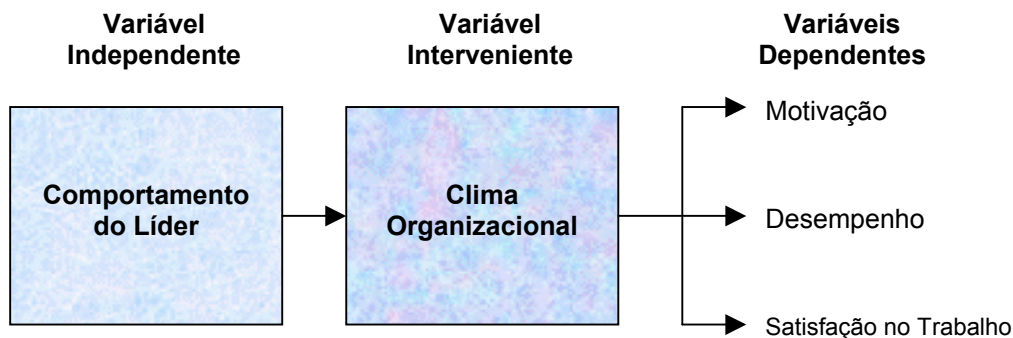 Variável
Independente
Variável
Interveniente
Variáveis
Dependentes
Comportamento
do Líder
Clima
Organizacional
Motivação
Desempenho
Satisfação no Trabalho